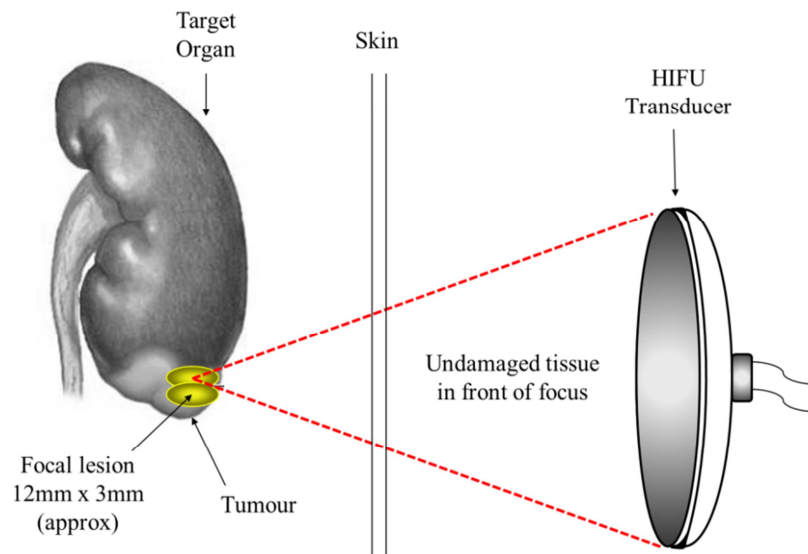 Target
Organ
Skin
HIFU
Transducer
Undamaged tissue
in front of focus
Focal lesion
12mm x 3mm
(approx)
Tumour